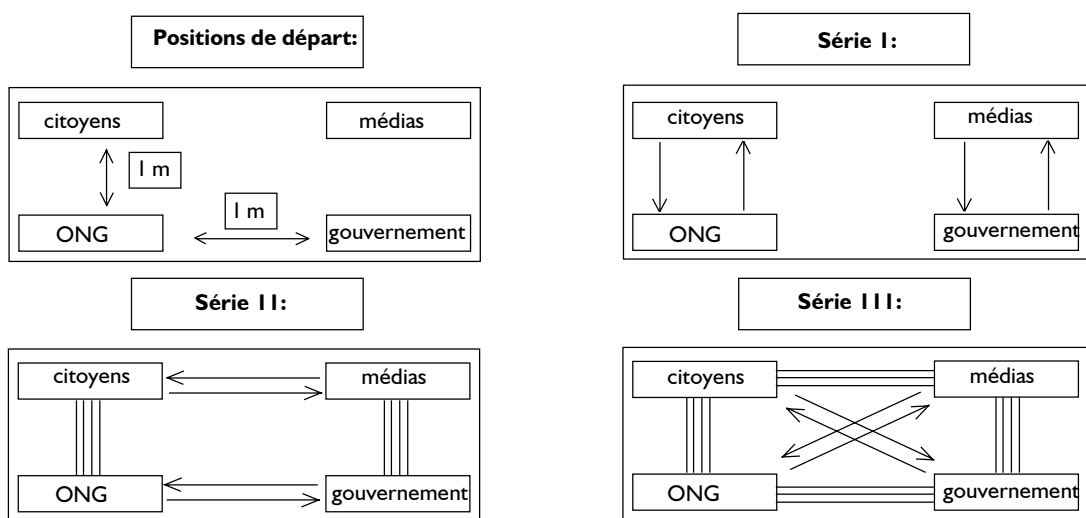 Positions de départ:
citoyens
médias
1 m
1 m
ONG
gouvernement
Série 1:
citoyens
médias
ONG
gouvernement
Série 11:
citoyens
médias
ONG
gouvernement
Série 111:
citoyens
médias
ONG
gouvernement